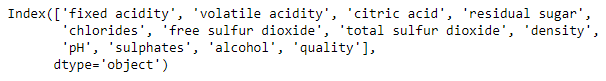 Index(['fixed acidity', 'volatile acidity', 'citric acid', 'residual sugar',
'chlorides', 'free sulfur dioxide', 'total sulfur dioxide', 'density',
'pH', 'sulphates', 'alcohol', 'quality'],
dtype='object')